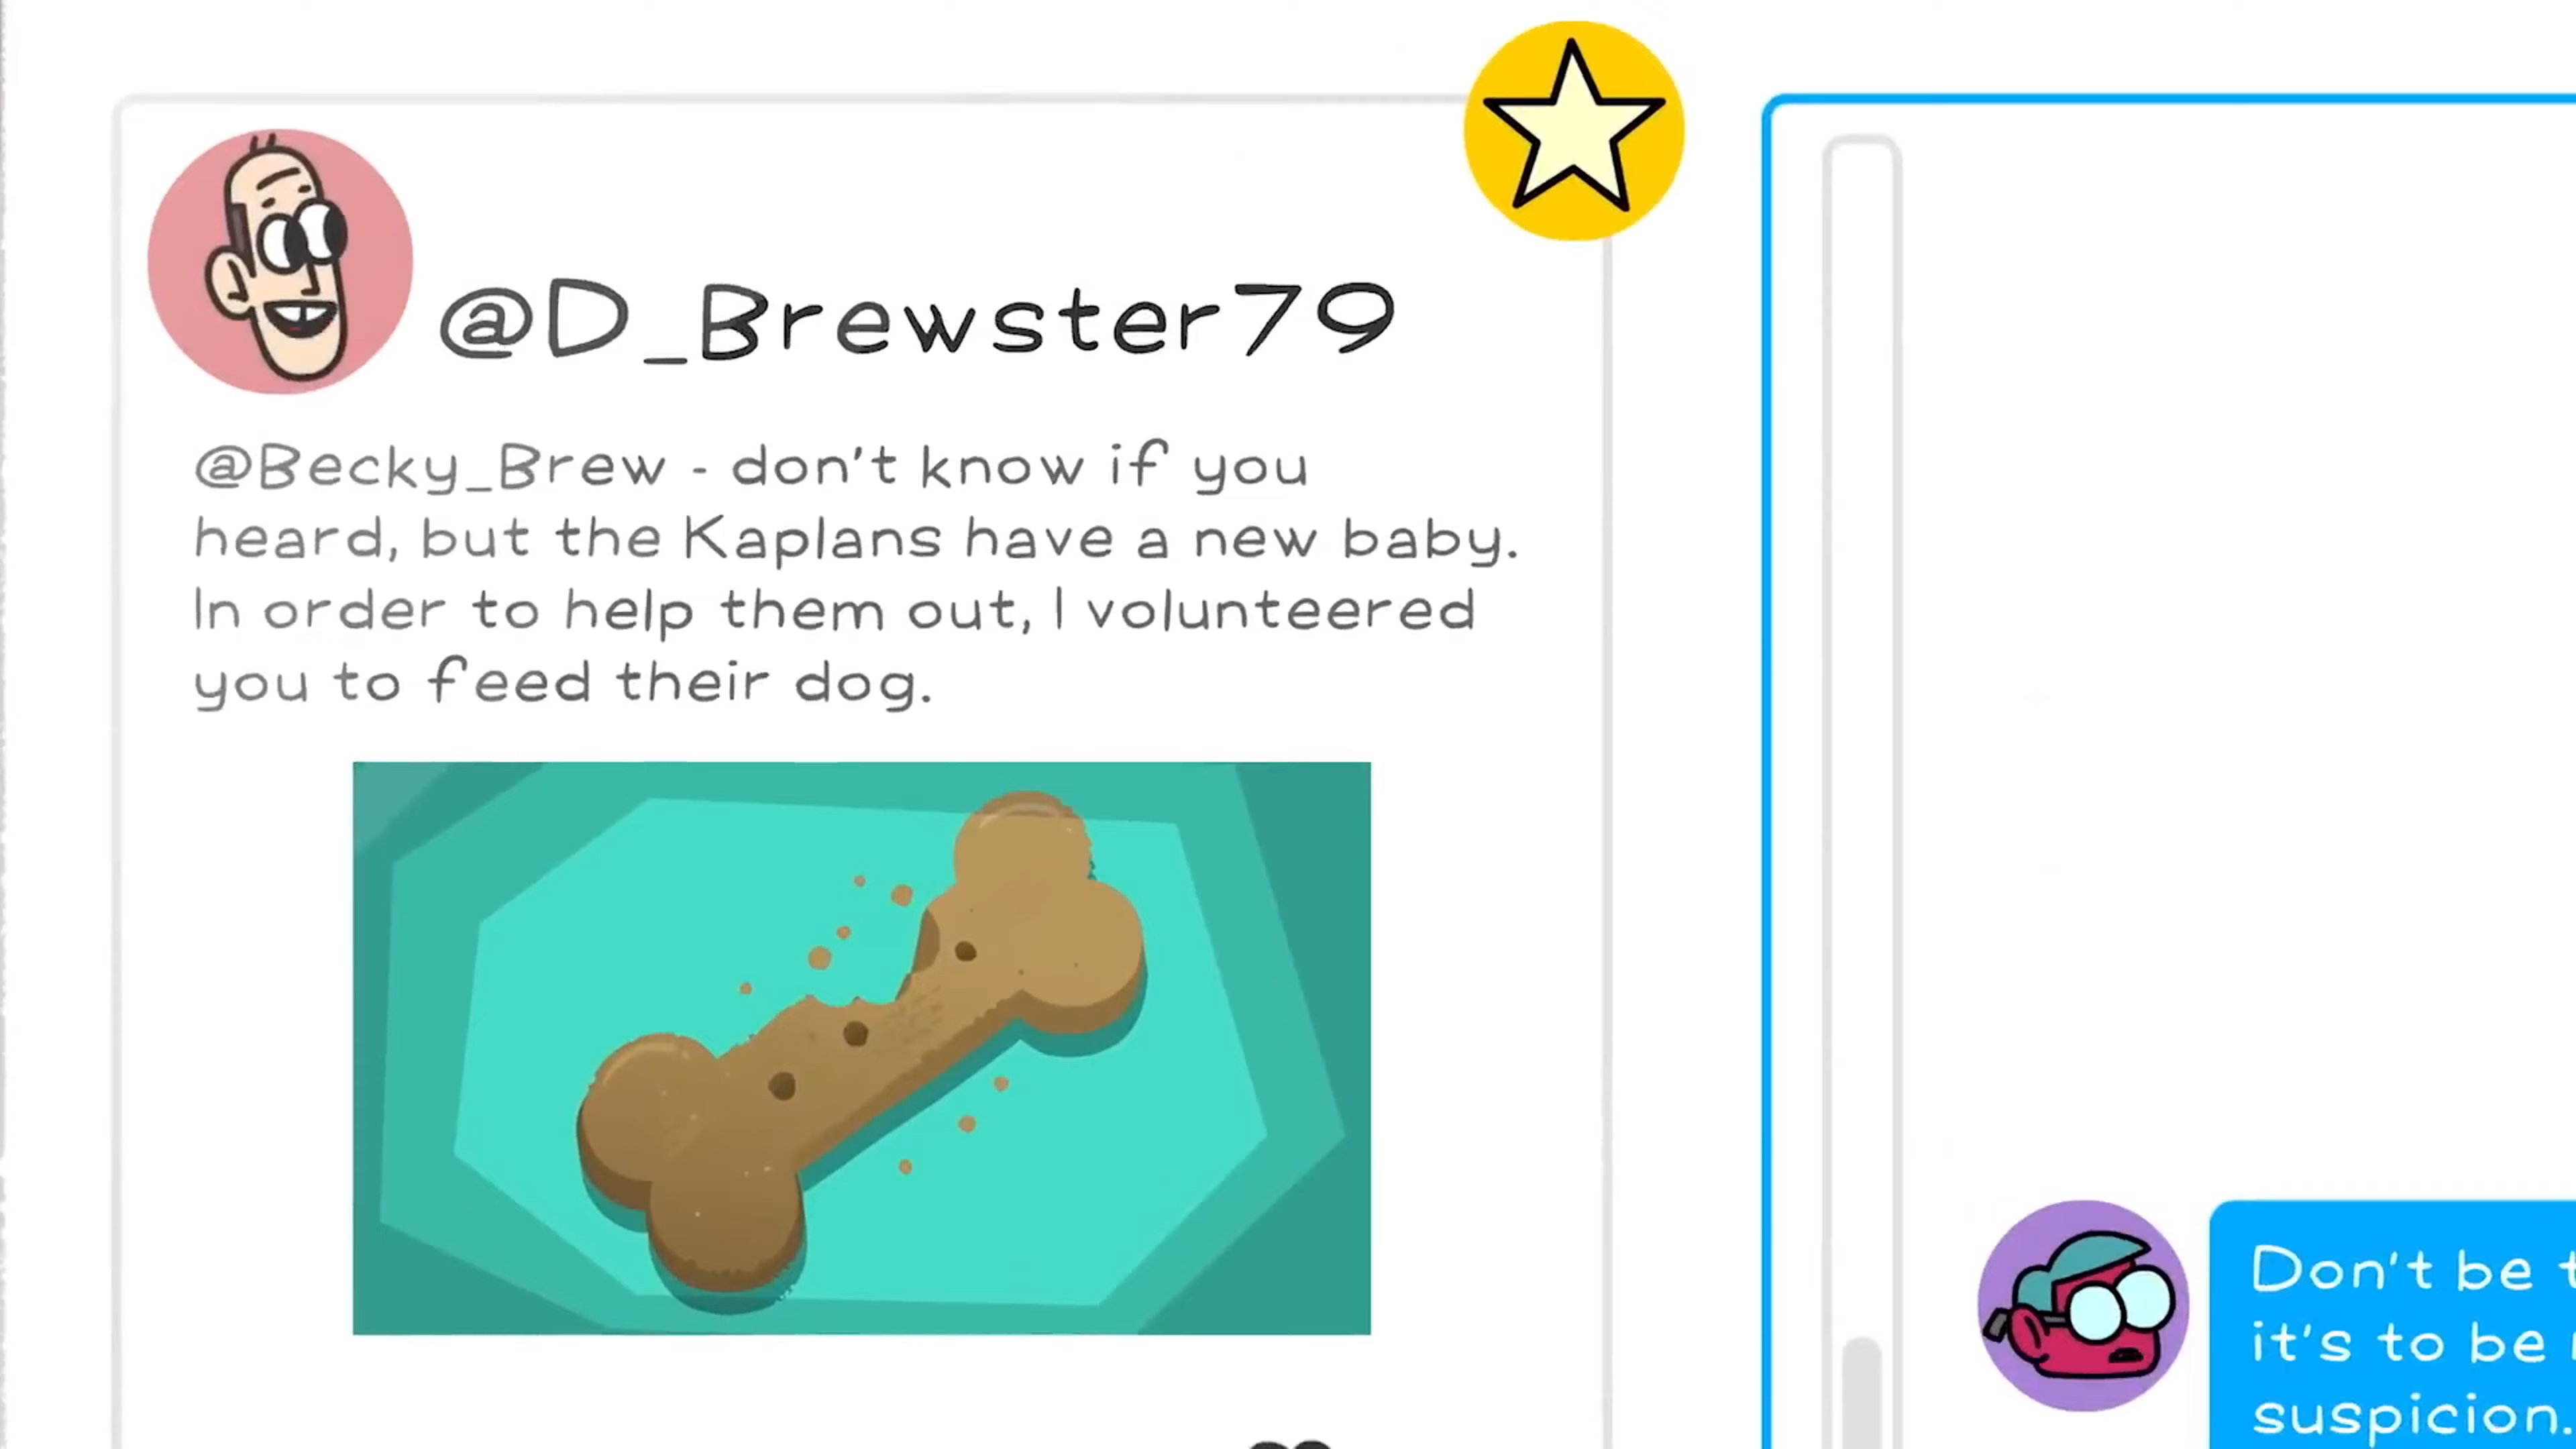 @D_Brewster79
@Becky_Brew - don't know if you
heard, but the Kaplans have a new baby.
In order to help them out, I volunteered
you to feed their dog.
Don't be
it's to be
suspicion.